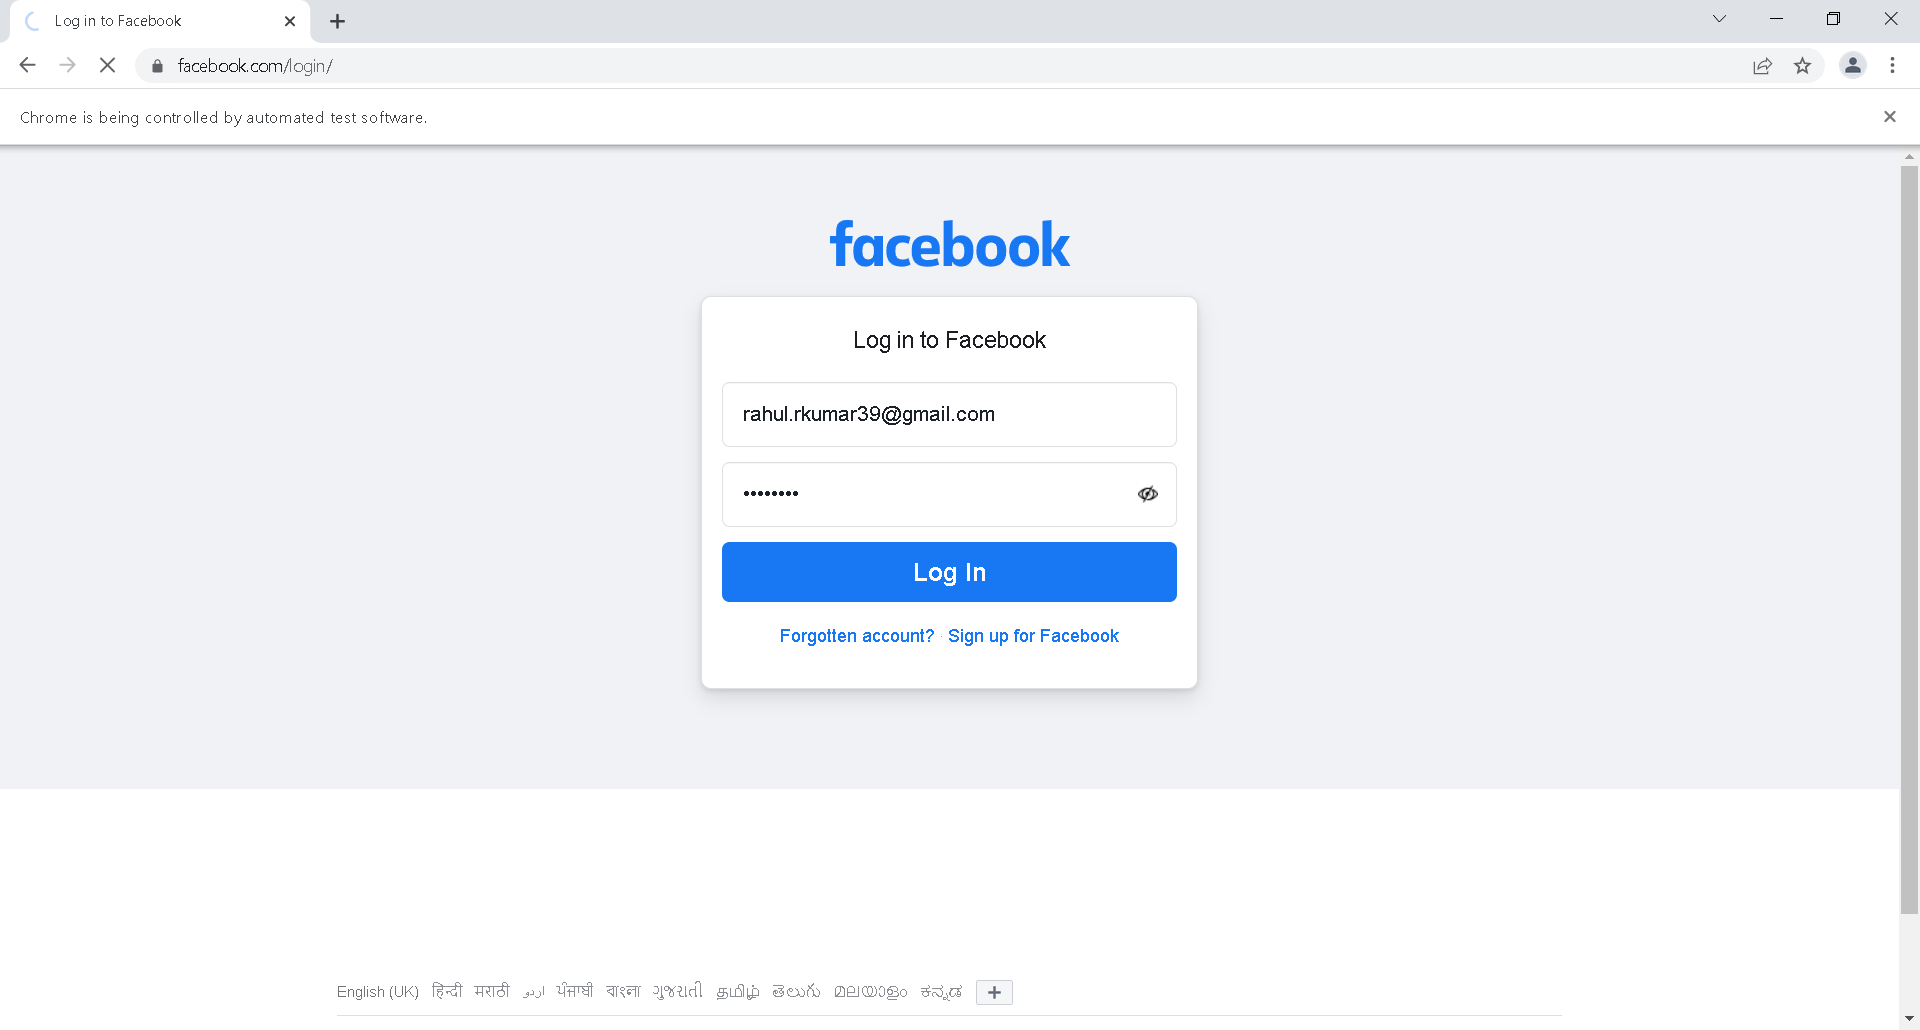 Log in to Facebook
facebook.com/login/
Chrome is being controlled by automated test software.
facebook
Log in to Facebook
rahul.rkumar39@gmail.com
••••••••
Log In
Forgotten account? · Sign up for Facebook
English (UK) हिन्दी मराठी اردو ਪੰਜਾਬੀ বাংলা ગુજરાતી தமிழ் తెలుగు മലയാളം ಕನ್ನಡ +